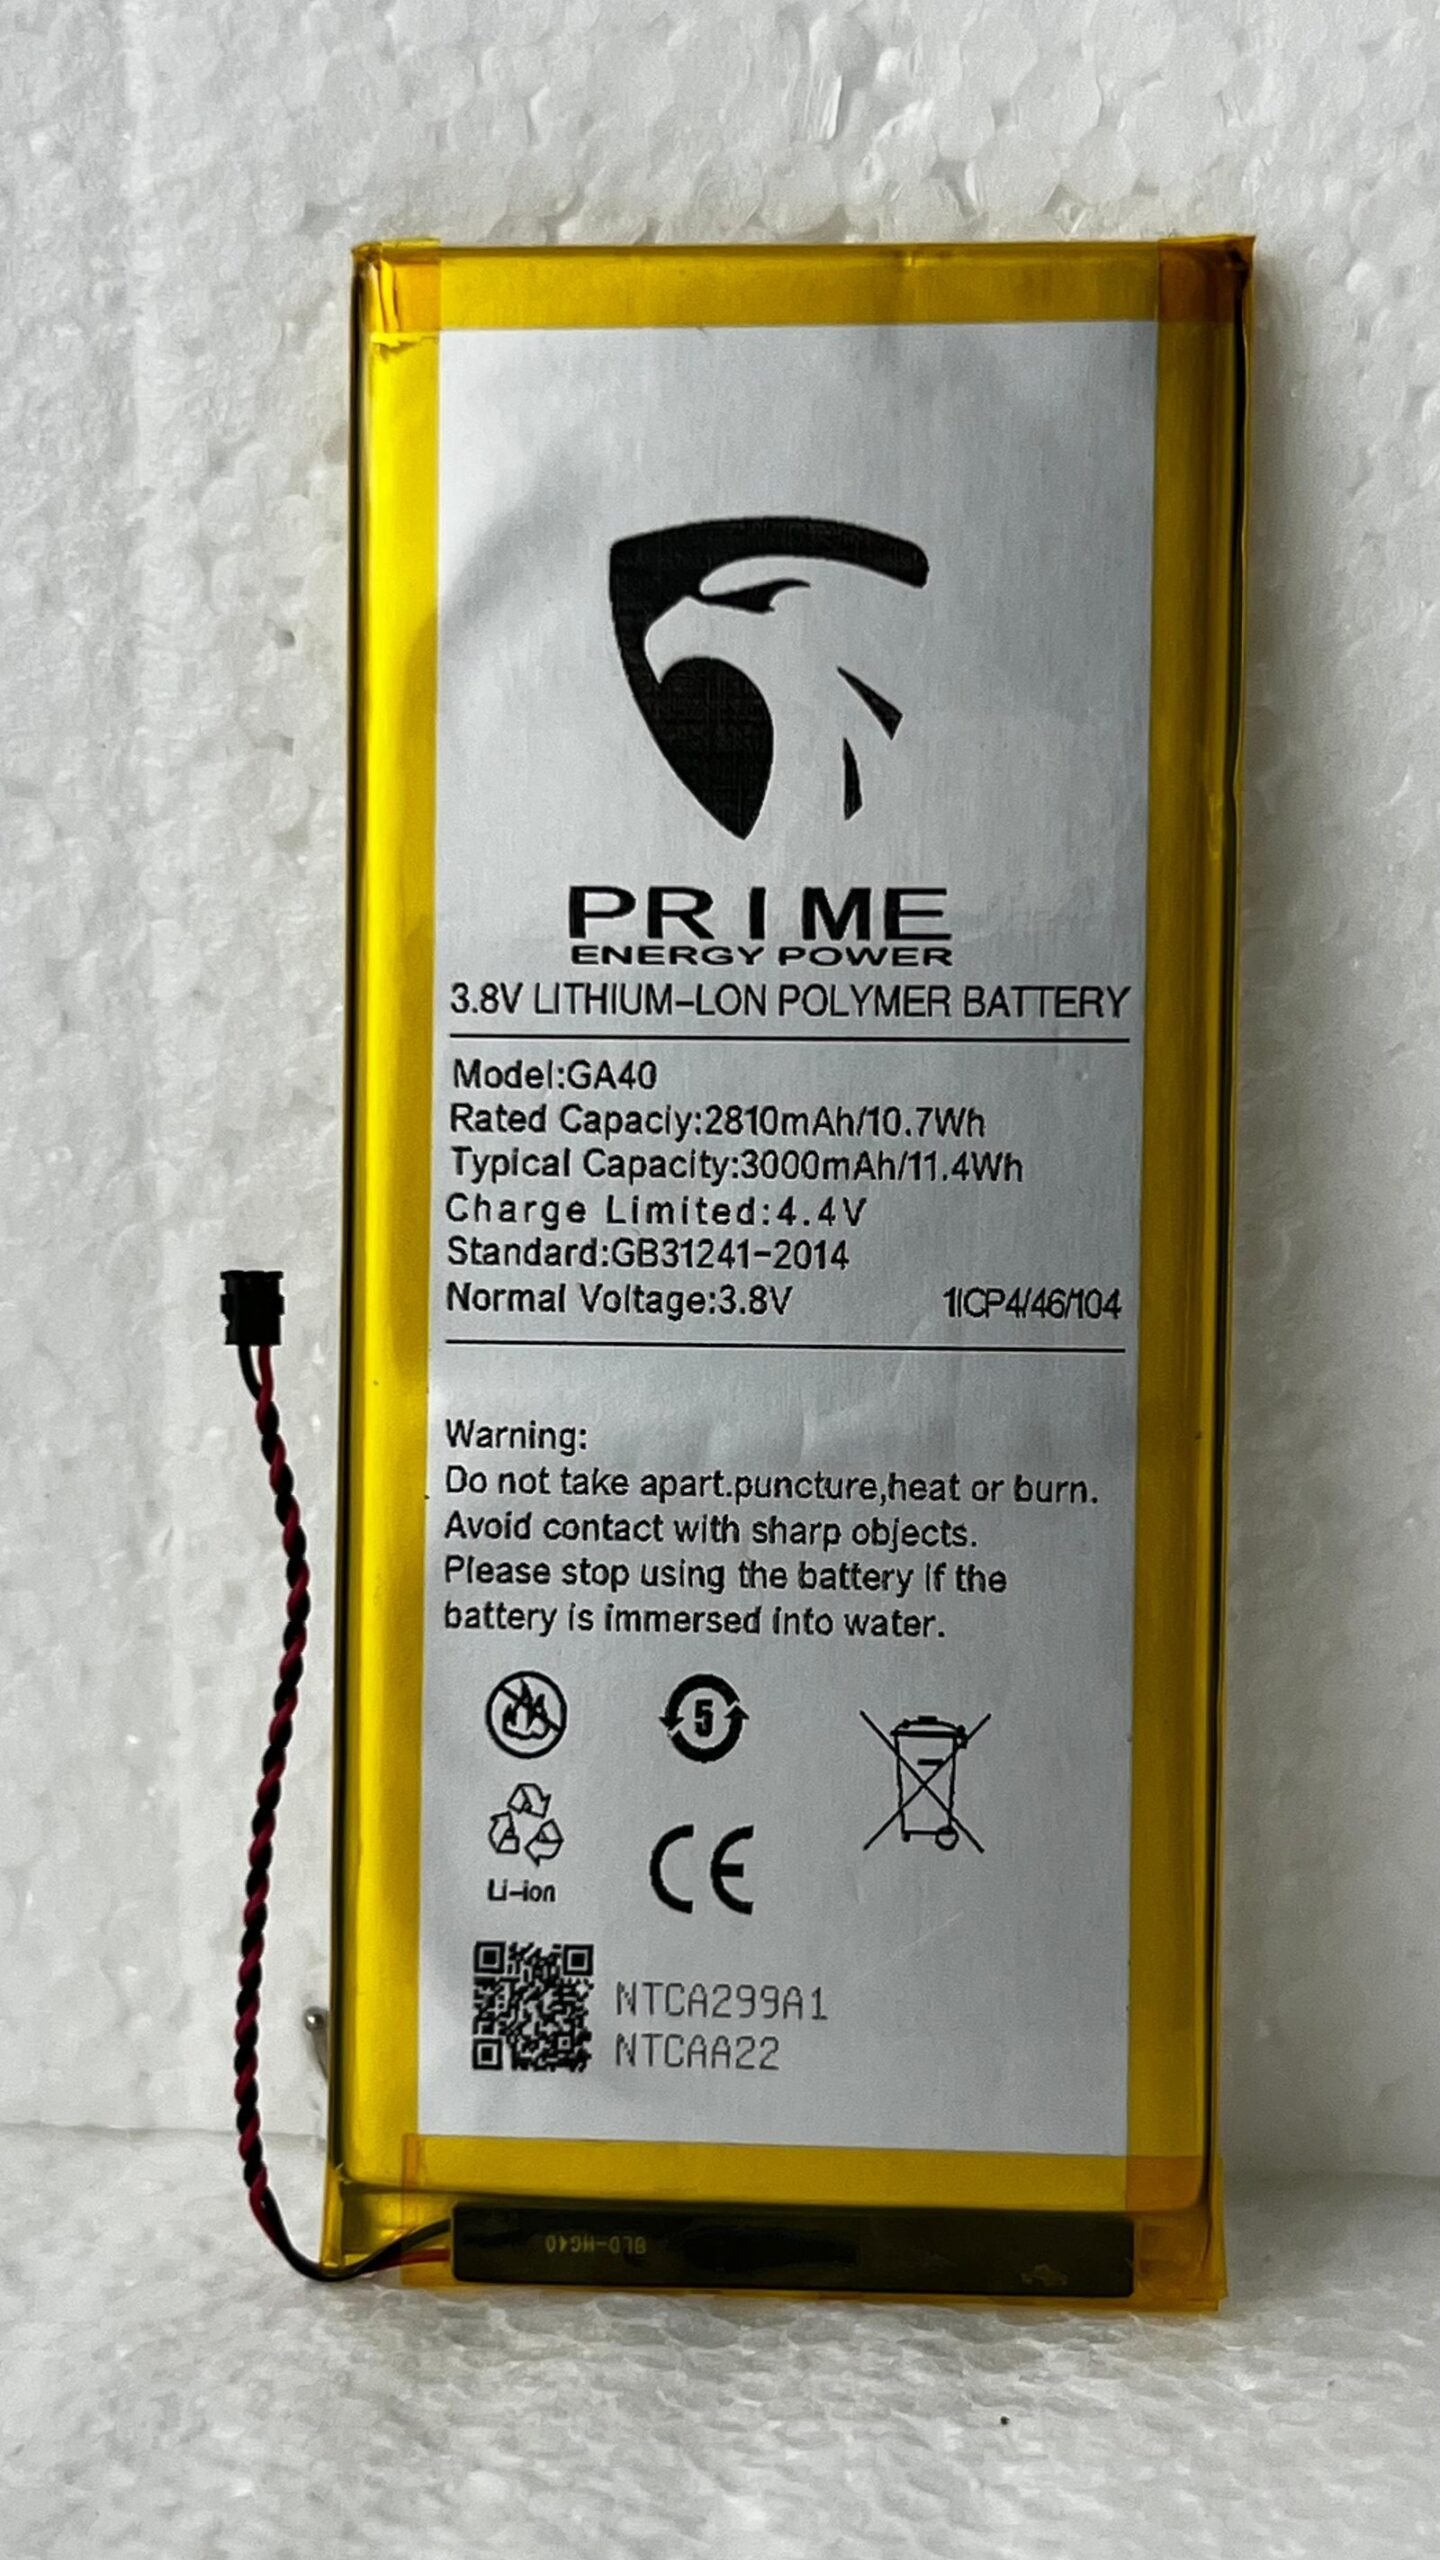 PRIME
ENERGY POWER
3.8V LITHIUM-LON POLYMER BATTERY
Model:GA40
Rated Capaciy:2810mAh/10.7Wh
Typical Capacity:3000mAh/11.4Wh
Charge Limited:4.4V
Standard:GB31241-2014
Normal Voltage:3.8V 1ICP4/46/104
Warning:
Do not take apart.puncture,heat or burn.
Avoid contact with sharp objects.
Please stop using the battery if the
battery is immersed into water.
5
Li-ion
CE
NTCA299A1
NTCAA22
BLD-HG40